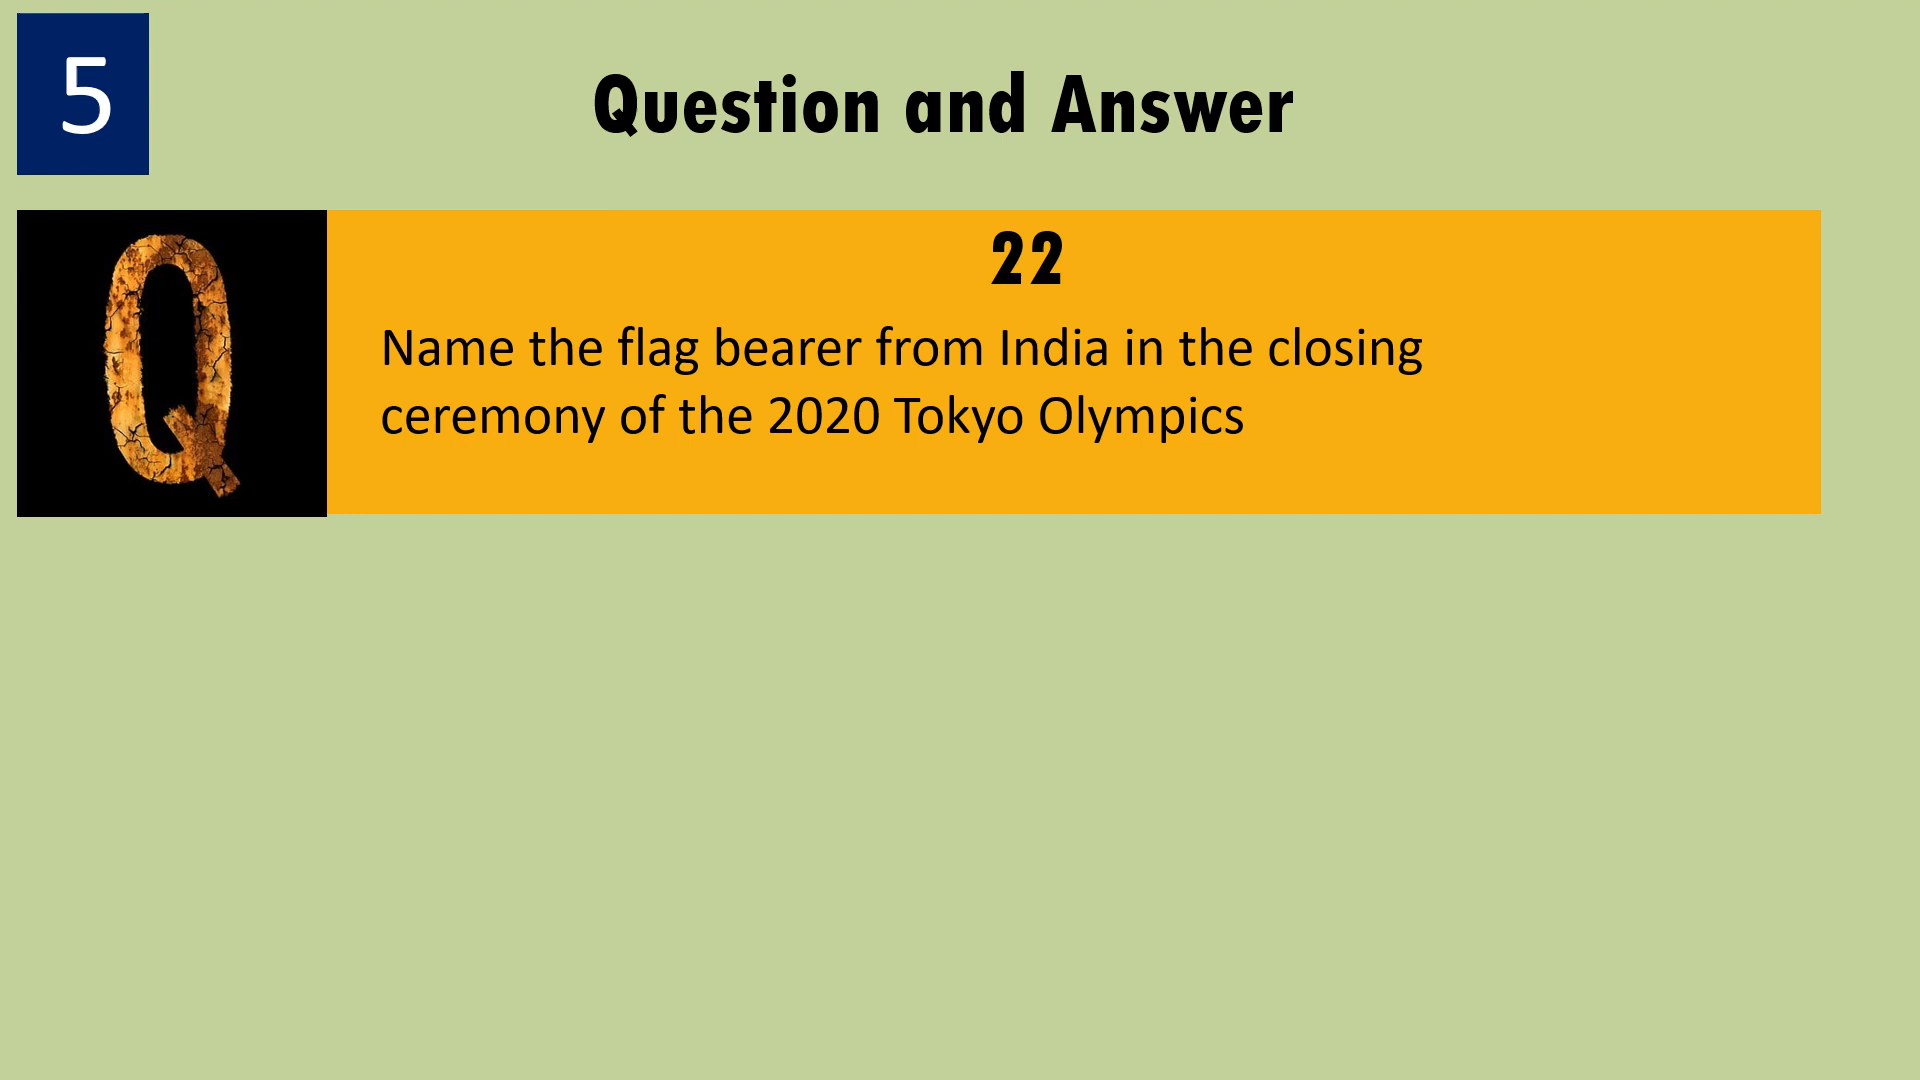 5
Question and Answer
Q
22
Name the flag bearer from India in the closing
ceremony of the 2020 Tokyo Olympics